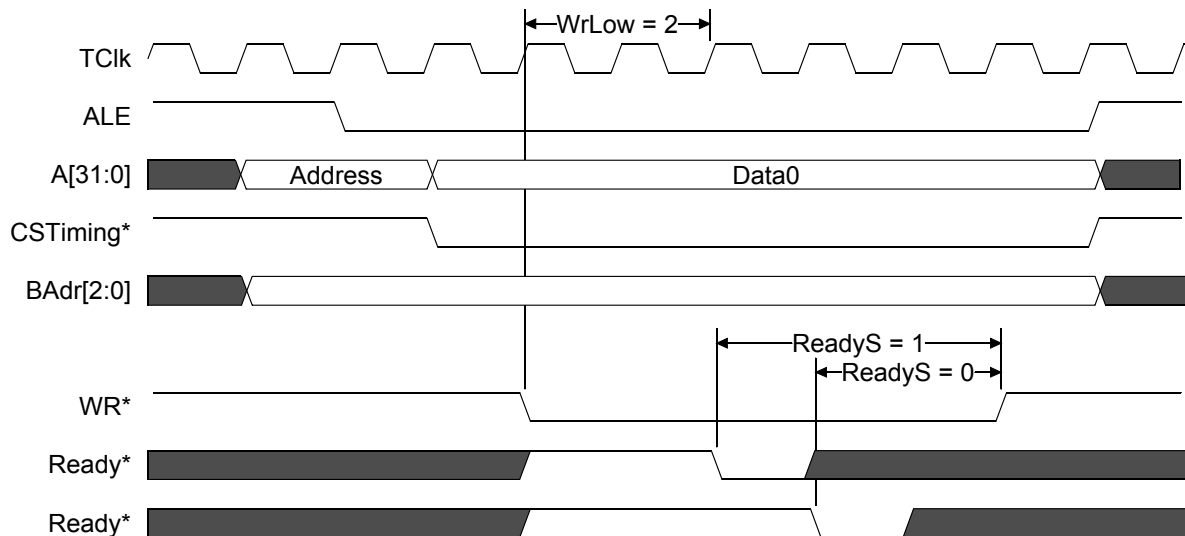 WrLow = 2
TClk
ALE
A[31:0]
Address
Data0
CSTiming*
BAdr[2:0]
ReadyS = 1
ReadyS = 0
WR*
Ready*
Ready*